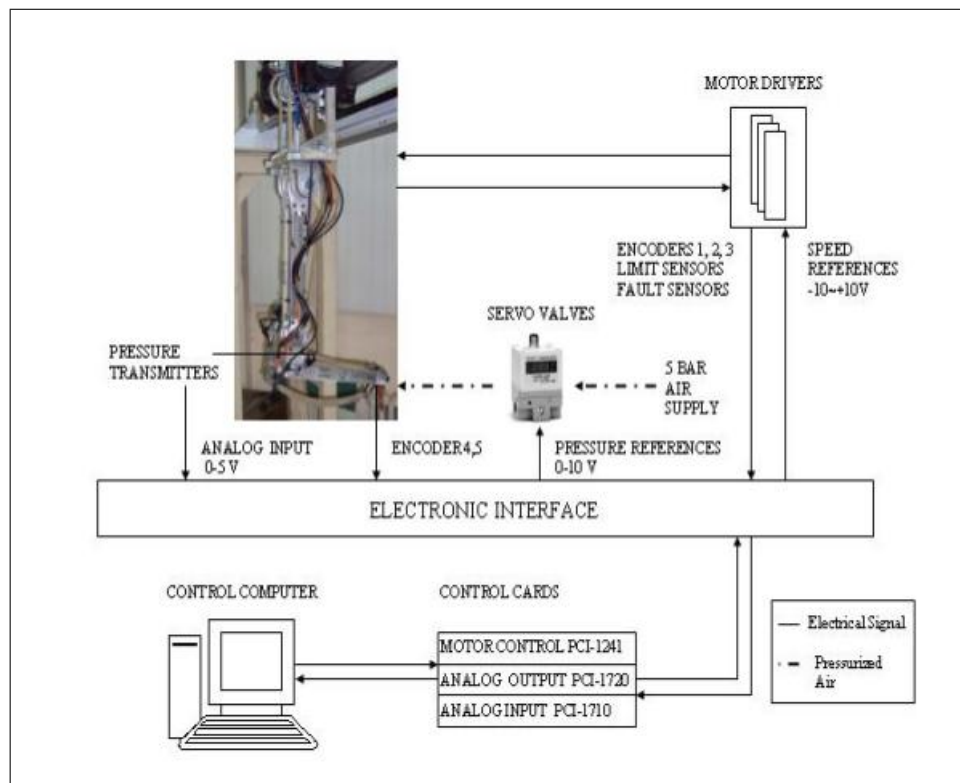 MOTOR DRIVERS
ENCODERS 1, 2, 3
LIMIT SENSORS
FAULT SENSORS
SPEED
REFERENCES
-10~+10V
SERVO VALVES
PRESSURE
TRANSMITTERS
5 BAR
AIR
SUPPLY
ANALOG INPUT
0-5 V
ENCODER 4,5
PRESSURE REFERENCES
0-10 V
ELECTRONIC INTERFACE
CONTROL COMPUTER
CONTROL CARDS
MOTOR CONTROL PCI-1241
ANALOG OUTPUT PCI-1720
ANALOG INPUT PCI-1710
Electrical Signal
Pressurized
Air